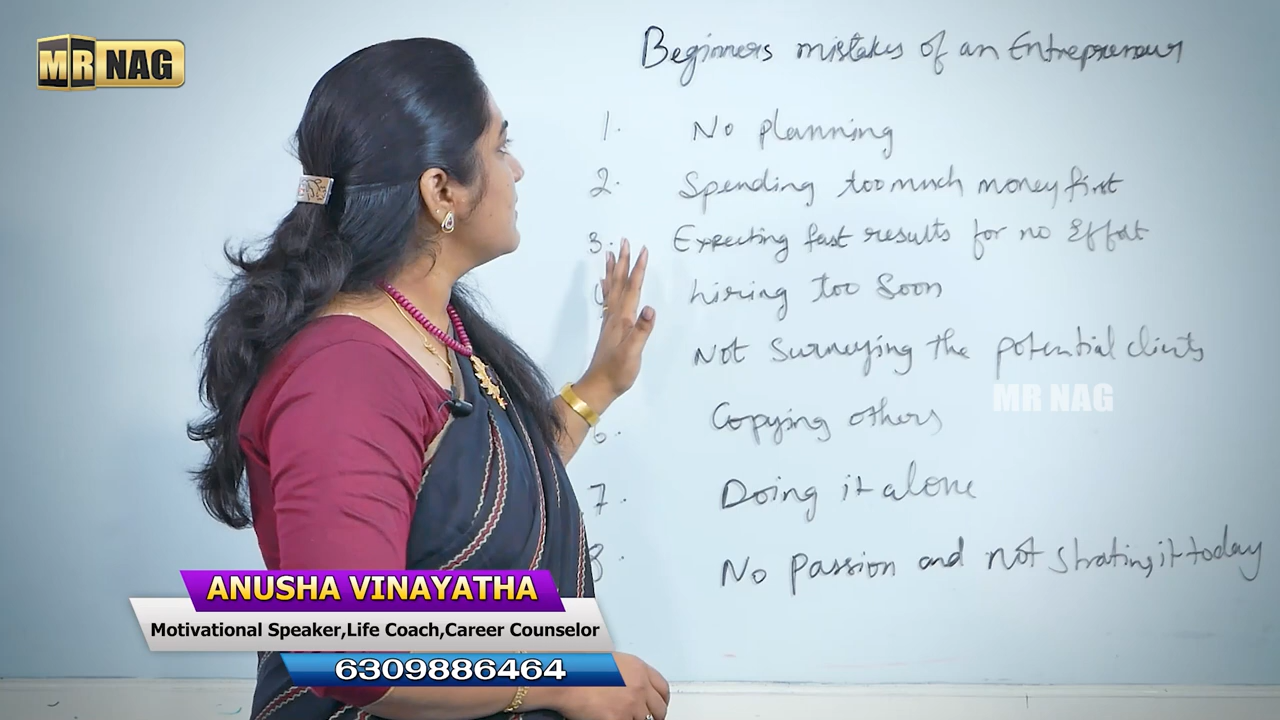 MR NAG
Beginners mistakes of an Entrepreneur
1. No planning
2. Spending too much money first
3. Expecting fast results for no Effort
hiring too Soon
Not Surveying the potential clients
MR NAG
6. Copying others
7. Doing it alone
8. No Passion and not Strating it today
ANUSHA VINAYATHA
Motivational Speaker,Life Coach,Career Counselor
6309886464